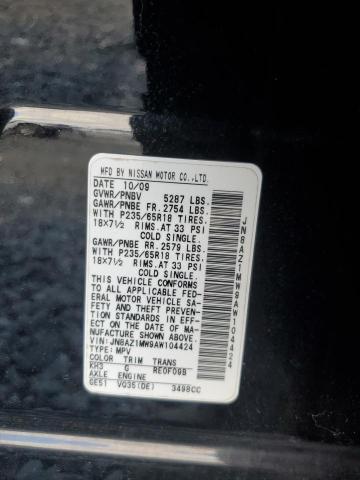 MFD BY NISSAN MOTOR CO.,LTD.
DATE 10/09
GVWR/PNBV 5287 LBS.
GAWR/PNBE FR. 2754 LBS.
WITH P235/65R18 TIRES,
18X7½ RIMS,AT 33 PSI
COLD SINGLE.
GAWR/PNBE RR. 2579 LBS.
WITH P235/65R18 TIRES,
18X7½ RIMS,AT 33 PSI
COLD SINGLE.
THIS VEHICLE CONFORMS
TO ALL APPLICABLE FED-
ERAL MOTOR VEHICLE SA-
FETY AND THEFT PREVEN-
TION STANDARDS IN EFF-
ECT ON THE DATE OF MA-
NUFACTURE SHOWN ABOVE.
VIN: JN8AZ1MW9AW104424
TYPE: MPV
COLOR TRIM TRANS
KH3 G RE0F09B
AXLE ENGINE
GE51 VQ35(DE) 3498CC
JN8AZ1MW9AW104424